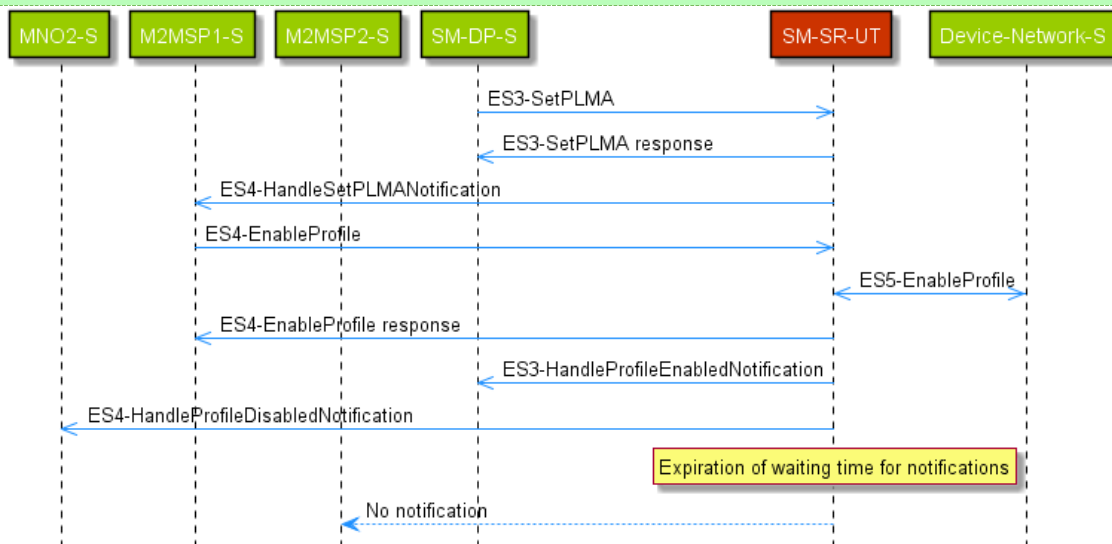 MNO2-S M2MSP1-S M2MSP2-S SM-DP-S SM-SR-UT Device-Network-S
ES3-SetPLMA
ES3-SetPLMA response
ES4-HandleSetPLMANotification
ES4-EnableProfile
ES5-EnableProfile
ES4-EnableProfile response
ES3-HandleProfileEnabledNotification
ES4-HandleProfileDisabledNotification
Expiration of waiting time for notifications
No notification